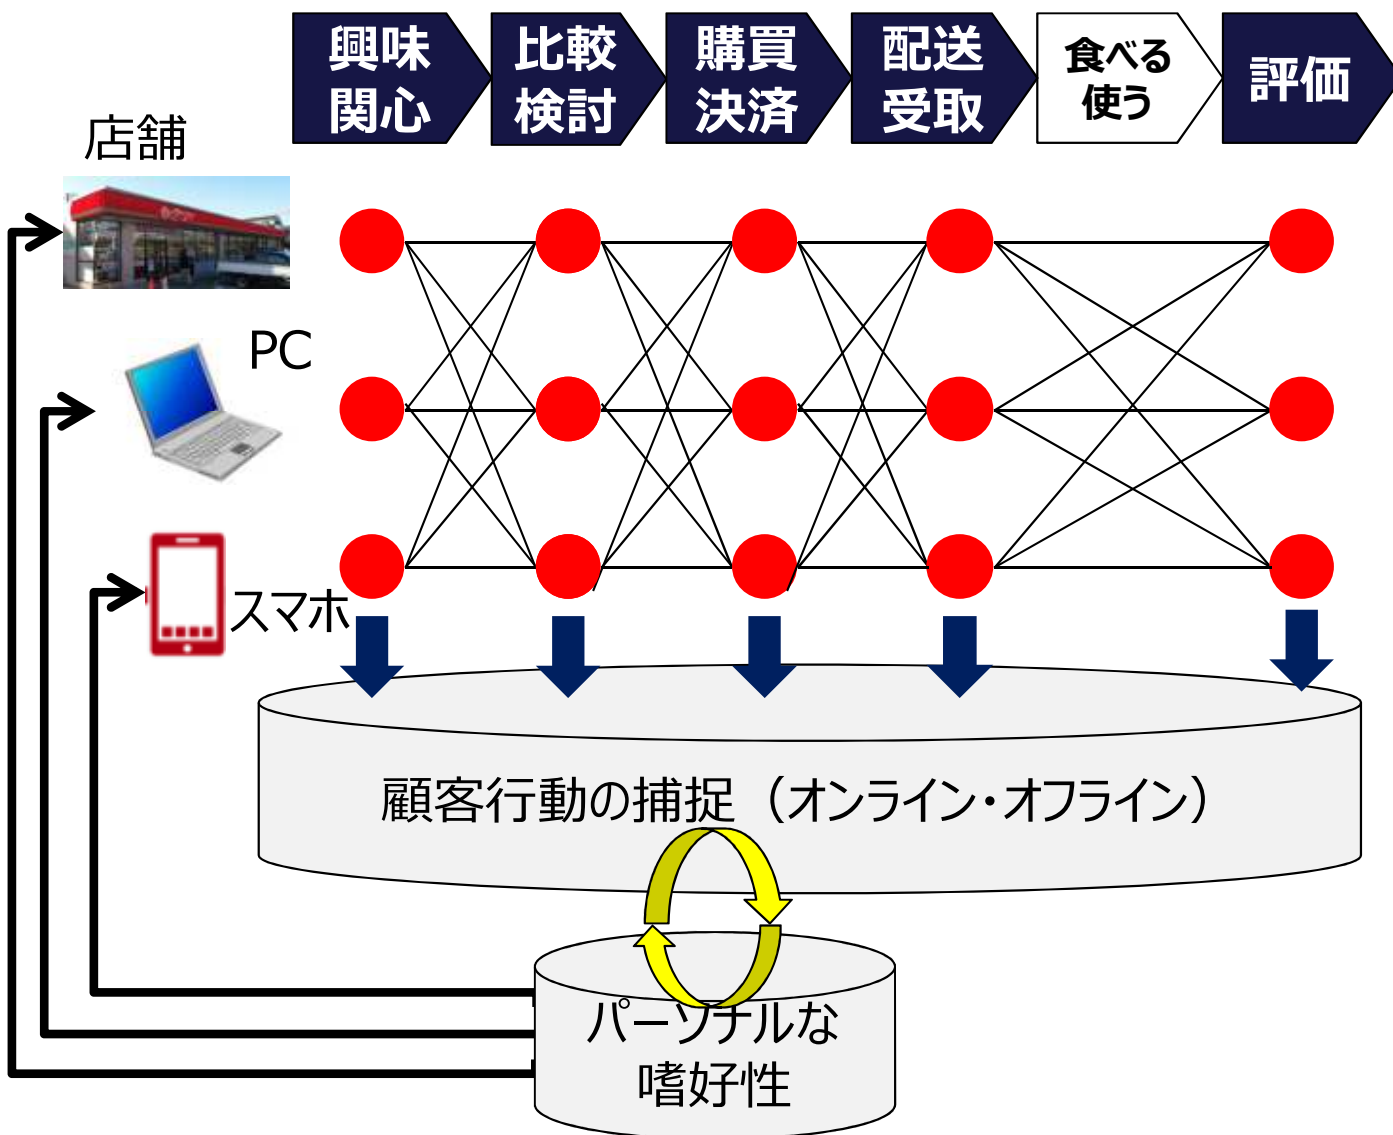 興味
関心
比較
検討
購買
決済
配送
受取
食べる
使う
評価
店舗
PC
スマホ
顧客行動の捕捉（オンライン・オフライン）
パーソナルな
嗜好性